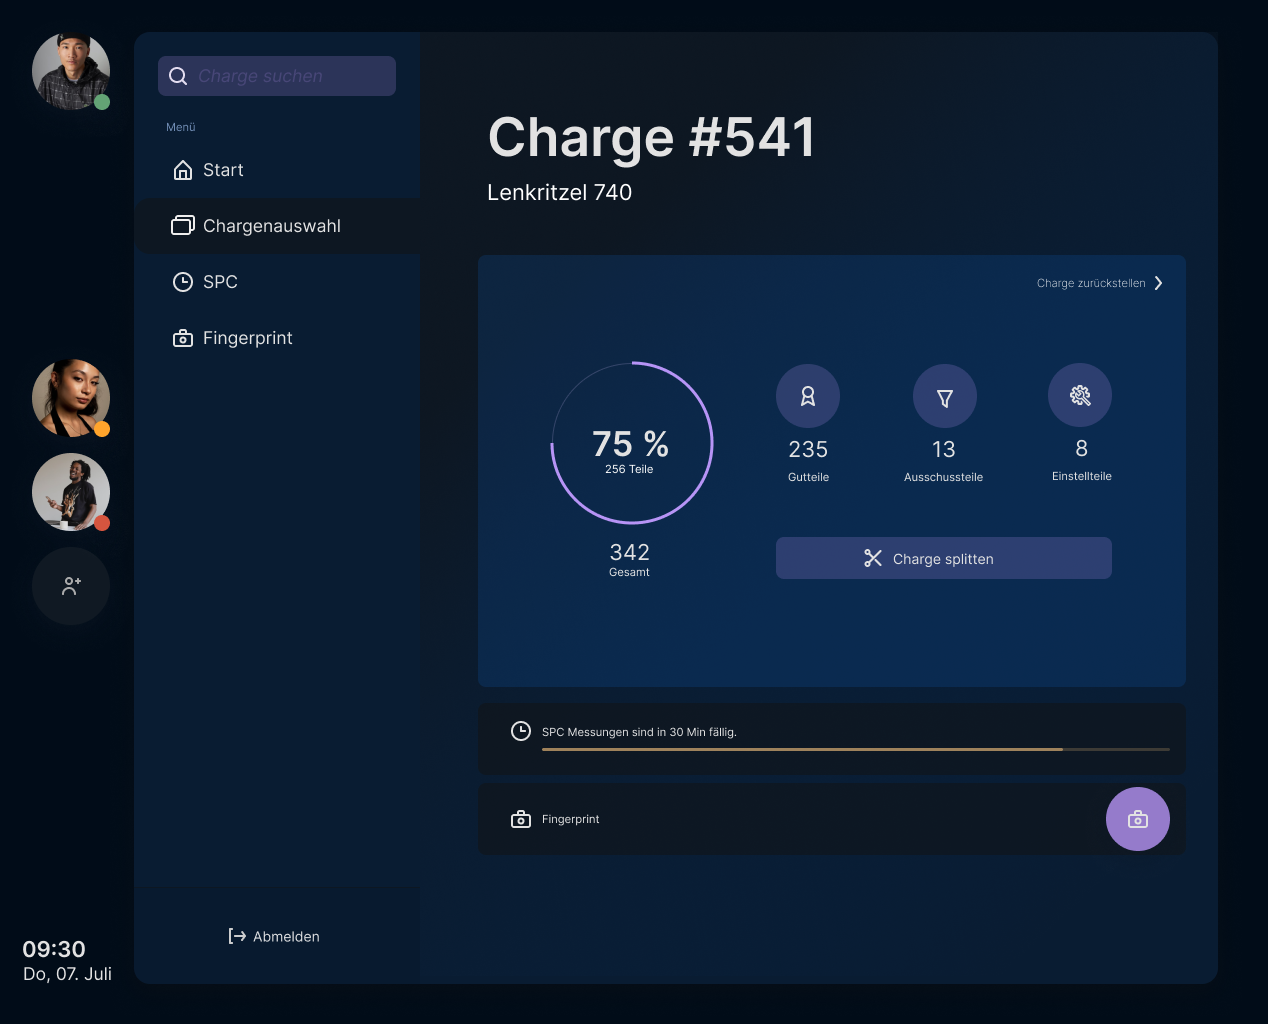 Charge suchen
Menü
Start
Chargenauswahl
SPC
Fingerprint
Abmelden
09:30
Do, 07. Juli
Charge #541
Lenkritzel 740
Charge zurückstellen
75 %
256 Teile
342
Gesamt
235
Gutteile
13
Ausschussteile
8
Einstellteile
Charge splitten
SPC Messungen sind in 30 Min fällig.
Fingerprint